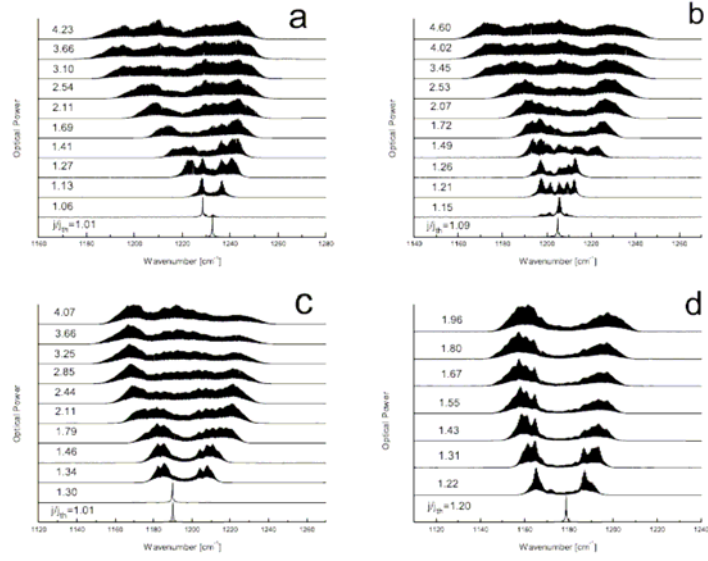 a
4.23
3.66
3.10
2.54
2.11
1.69
1.41
1.27
1.13
1.06
j/jth=1.01
Optical Power
1160 1180 1200 1220 1240 1260 1280
Wavenumber [cm⁻¹]
b
4.60
4.02
3.45
2.53
2.07
1.72
1.49
1.26
1.21
1.15
j/jth=1.09
Optical Power
1140 1160 1180 1200 1220 1240 1260
Wavenumber [cm⁻¹]
c
4.07
3.66
3.25
2.85
2.44
2.11
1.79
1.46
1.34
1.30
j/jth=1.01
Optical Power
1120 1140 1160 1180 1200 1220 1240 1260
Wavenumber [cm⁻¹]
d
1.96
1.80
1.67
1.55
1.43
1.31
1.22
j/jth=1.20
Optical Power
1120 1140 1160 1180 1200 1220 1240
Wavenumber [cm⁻¹]